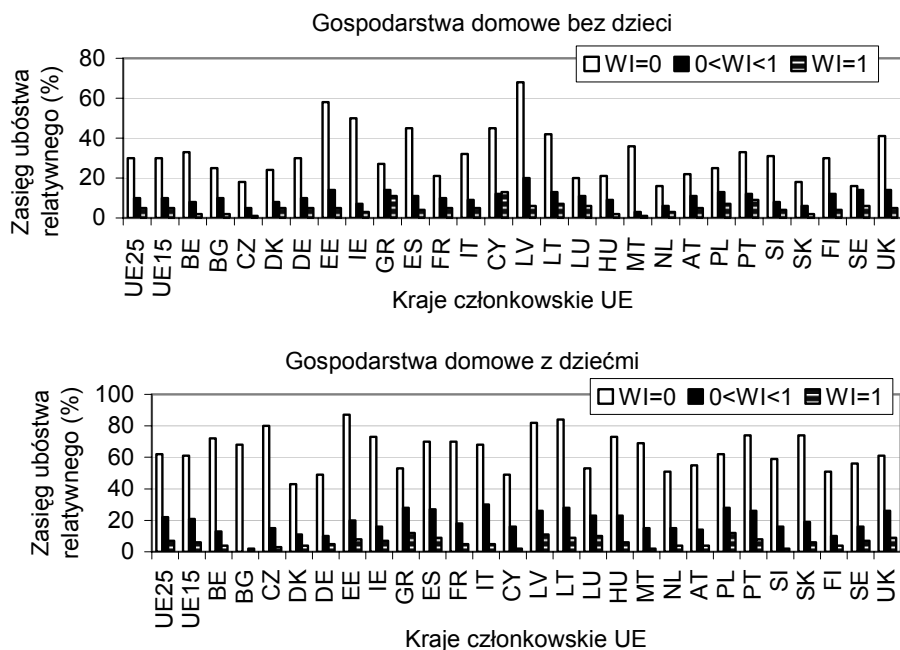 Gospodarstwa domowe bez dzieci
Zasięg ubóstwa
relatywnego (%)
80
60
40
20
0
WI=0 0<WI<1 WI=1
UE25 UE15 BE BG CZ DK DE EE IE GR ES FR IT CY LV LT LU HU MT NL AT PL PT SI SK FI SE UK
Kraje członkowskie UE
Gospodarstwa domowe z dziećmi
Zasięg ubóstwa
relatywnego (%)
100
80
60
40
20
0
WI=0 0<WI<1 WI=1
UE25 UE15 BE BG CZ DK DE EE IE GR ES FR IT CY LV LT LU HU MT NL AT PL PT SI SK FI SE UK
Kraje członkowskie UE